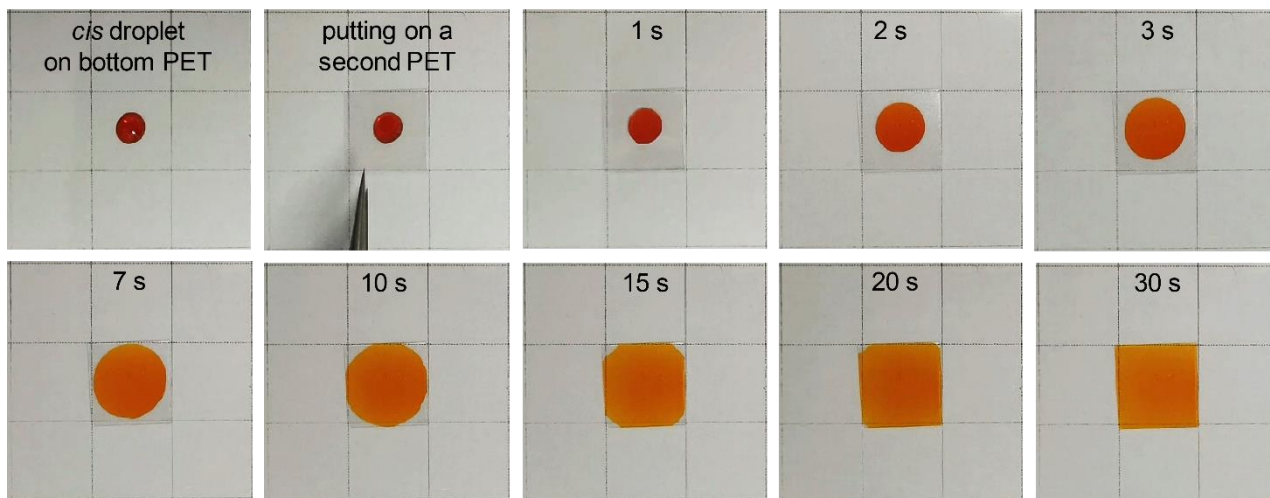 cis droplet
on bottom PET
putting on a
second PET
1 s
2 s
3 s
7 s
10 s
15 s
20 s
30 s